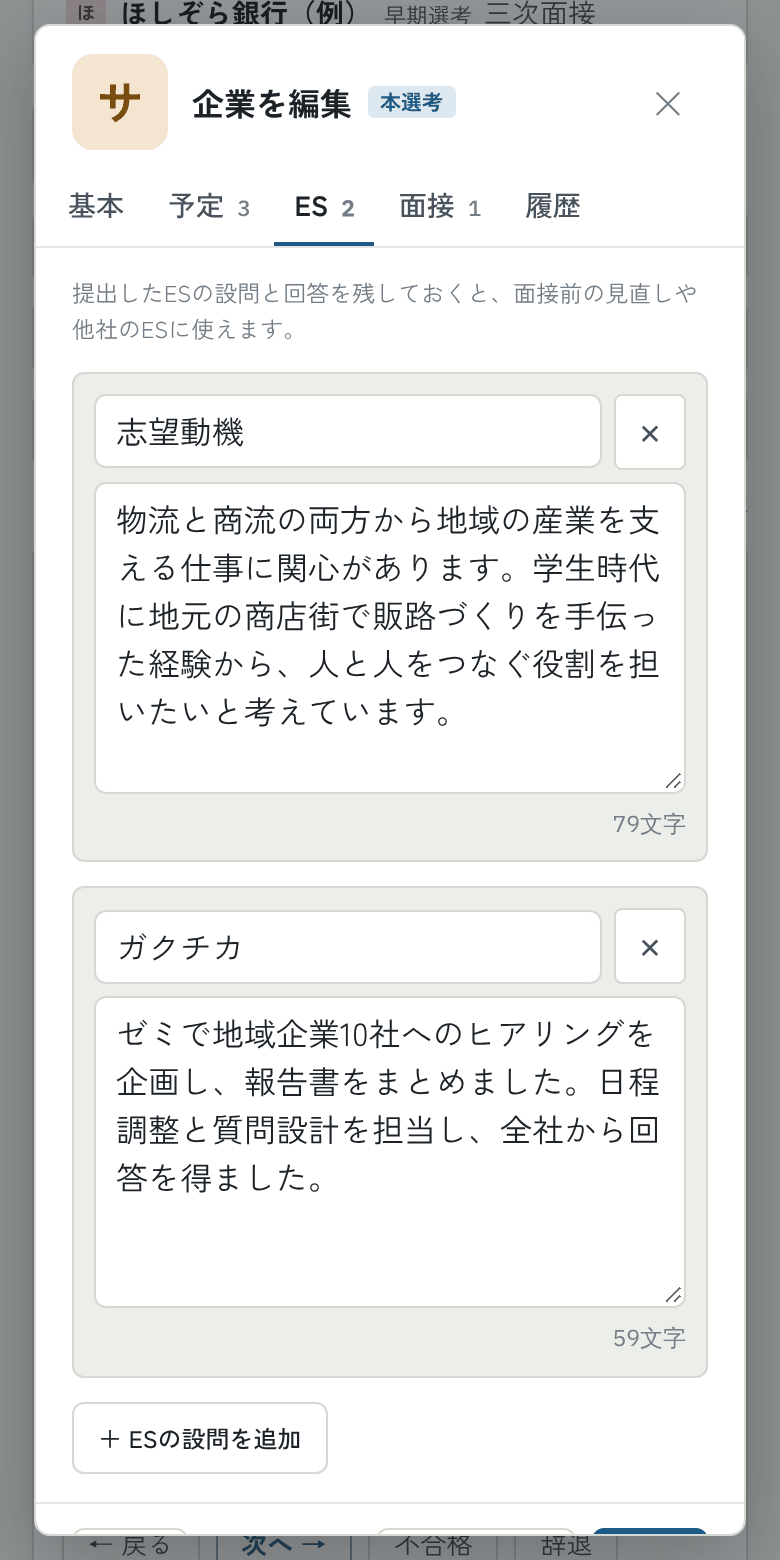 ほ ほしぞら銀行（例） 早期選考 三次面接
サ 企業を編集 本選考
基本 予定 3 ES 2 面接 1 履歴
提出したESの設問と回答を残しておくと、面接前の見直しや
他社のESに使えます。
志望動機 ×
物流と商流の両方から地域の産業を支
える仕事に関心があります。学生時代
に地元の商店街で販路づくりを手伝っ
た経験から、人と人をつなぐ役割を担
いたいと考えています。
79文字
ガクチカ ×
ゼミで地域企業10社へのヒアリングを
企画し、報告書をまとめました。日程
調整と質問設計を担当し、全社から回
答を得ました。
59文字
＋ ESの設問を追加
← 戻る 次へ → 不合格 辞退